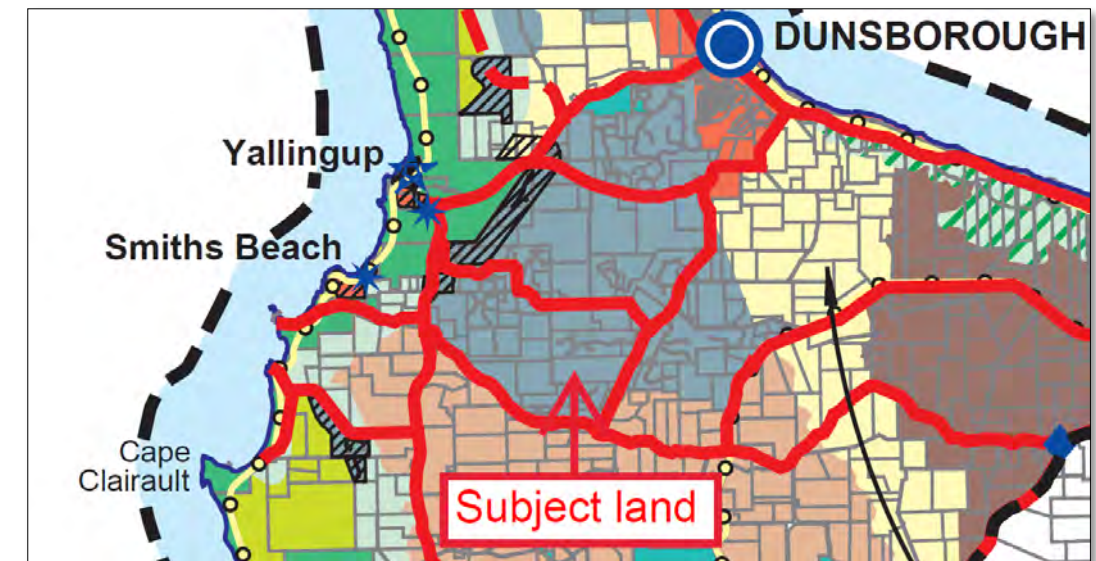 DUNSBOROUGH
Yallingup
Smiths Beach
Cape
Clairault
Subject land